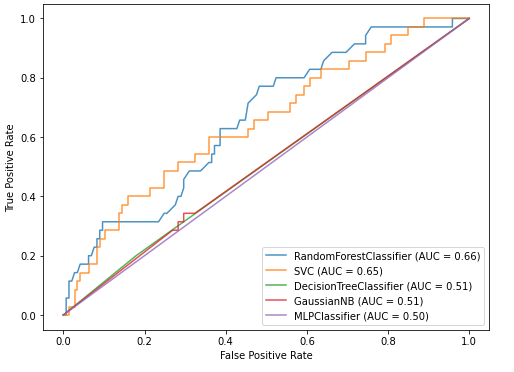 1.0
0.8
0.6
0.4
0.2
0.0
True Positive Rate
RandomForestClassifier (AUC = 0.66)
SVC (AUC = 0.65)
DecisionTreeClassifier (AUC = 0.51)
GaussianNB (AUC = 0.51)
MLPClassifier (AUC = 0.50)
0.0 0.2 0.4 0.6 0.8 1.0
False Positive Rate